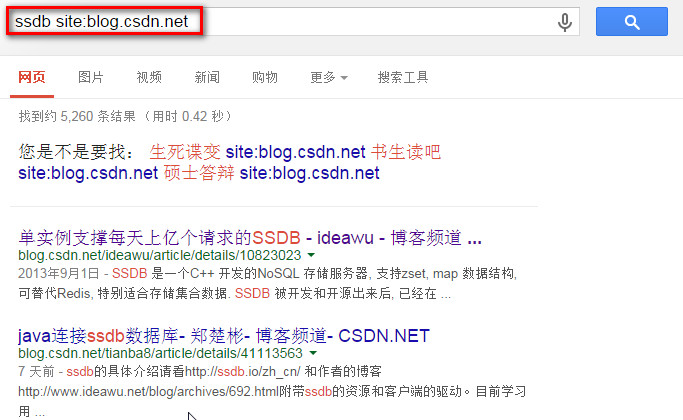 ssdb site:blog.csdn.net
网页 图片 视频 新闻 购物 更多 搜索工具
找到约 5,260 条结果 （用时 0.42 秒）
您是不是要找： 生死谍变 site:blog.csdn.net 书生读吧
site:blog.csdn.net 硕士答辩 site:blog.csdn.net
单实例支撑每天上亿个请求的SSDB - ideawu - 博客频道 ...
blog.csdn.net/ideawu/article/details/10823023
2013年9月1日 - SSDB 是一个C++ 开发的NoSQL 存储服务器, 支持zset, map 数据结构,
可替代Redis, 特别适合存储集合数据. SSDB 被开发和开源出来后, 已经在 ...
java连接ssdb数据库- 郑楚彬- 博客频道- CSDN.NET
blog.csdn.net/tianba8/article/details/41113563
7 天前 - ssdb的具体介绍请看http://ssdb.io/zh_cn/ 和作者的博客
http://www.ideawu.net/blog/archives/692.html附带ssdb的资源和客户端的驱动。目前学习
用 ...